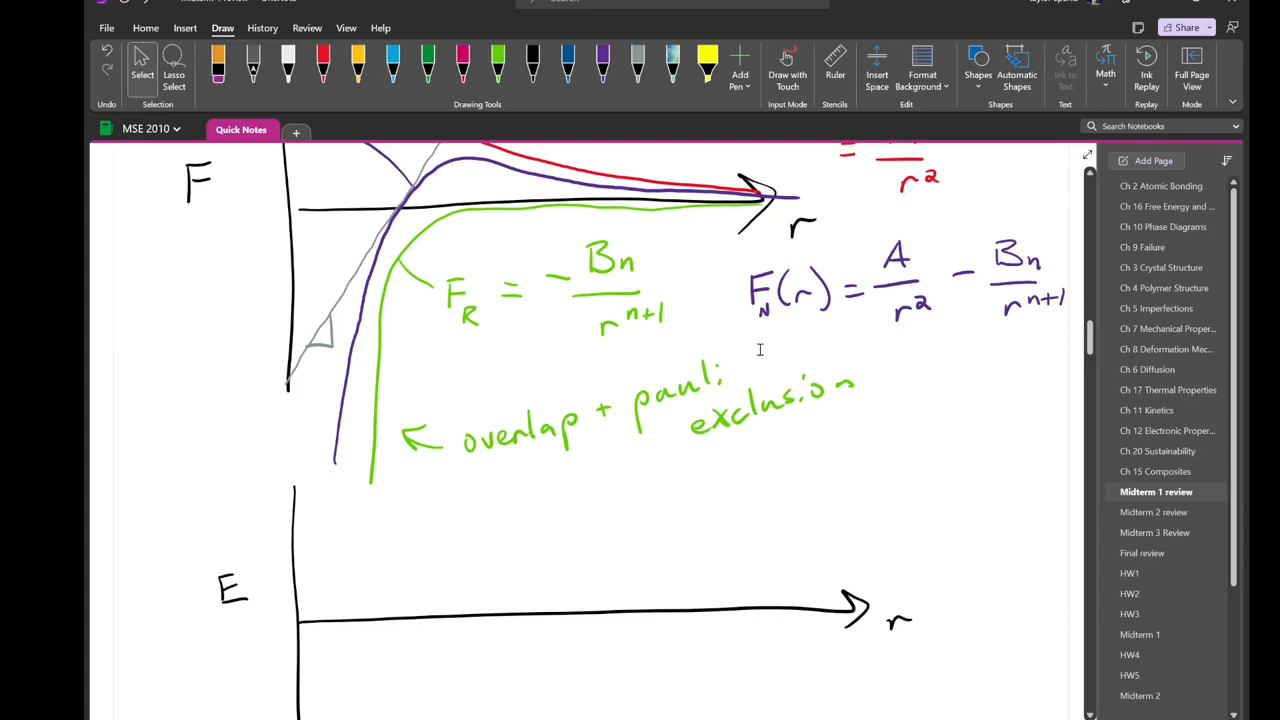 File Home Insert Draw History Review View Help Share
Select Lasso Select Add Pen Draw with Touch Ruler Insert Space Format Background Shapes Automatic Shapes Ink to Text Math Ink Replay Full Page View
Undo Selection Drawing Tools Input Mode Stencils Edit Shapes Text Math Replay Mode
MSE 2010 Quick Notes + Search Notebooks
Add Page
Ch 2 Atomic Bonding
Ch 16 Free Energy and ...
Ch 10 Phase Diagrams
Ch 9 Failure
Ch 3 Crystal Structure
Ch 4 Polymer Structure
Ch 5 Imperfections
Ch 7 Mechanical Proper...
Ch 8 Deformation Mec...
Ch 6 Diffusion
Ch 17 Thermal Properties
Ch 11 Kinetics
Ch 12 Electronic Proper...
Ch 20 Sustainability
Ch 15 Composites
Midterm 1 review
Midterm 2 review
Midterm 3 Review
Final review
HW1
HW2
HW3
Midterm 1
HW4
HW5
Midterm 2
F
= r²
r
F_R = - Bn / r^(n+1)
F_N(r) = A / r² - Bn / r^(n+1)
← overlap + pauli
exclusion
E
r